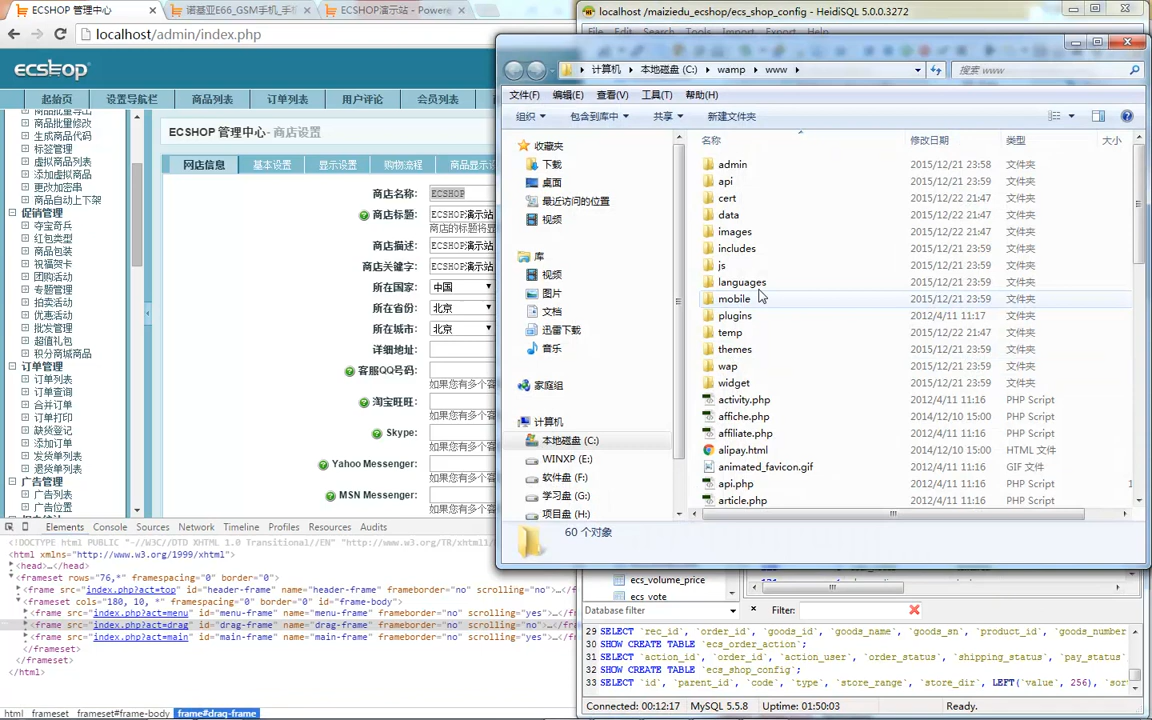 ECSHOP 管理中心
诺基亚E66_GSM手机_手
ECSHOP演示站 - Powere
localhost/admin/index.php
ecshop
起始页
设置导航栏
商品列表
订单列表
用户评论
会员列表
商品批量导出
商品批量修改
生成商品代码
标签管理
虚拟商品列表
添加虚拟商品
更改加密串
商品自动上下架
促销管理
夺宝奇兵
红包类型
商品包装
祝福贺卡
团购活动
专题管理
拍卖活动
优惠活动
批发管理
超值礼包
积分商城商品
订单管理
订单列表
订单查询
合并订单
订单打印
缺货登记
添加订单
发货单列表
退货单列表
广告管理
广告列表
广告位置
ECSHOP 管理中心 - 商店设置
网店信息
基本设置
显示设置
购物流程
商品显示设
商店名称:
ECSHOP
商店标题:
ECSHOP演示站
商店的标题将显
商店描述:
ECSHOP演示站
商店关键字:
ECSHOP演示站
所在国家:
中国
所在省份:
北京
所在城市:
北京
详细地址:
客服QQ号码:
如果您有多个客
淘宝旺旺:
如果您有多个客
Skype:
如果您有多个客
Yahoo Messenger:
如果您有多个客
MSN Messenger:
如果您有多个客
Elements Console Sources Network Timeline Profiles Resources Audits
<!DOCTYPE html PUBLIC "-//W3C//DTD XHTML 1.0 Transitional//EN" "http://www.w3.org/TR/xhtml1/
<html xmlns="http://www.w3.org/1999/xhtml">
<head>…</head>
<frameset rows="76,*" framespacing="0" border="0">
<frame src="index.php?act=top" id="header-frame" name="header-frame" frameborder="no" scrolling="no">…</f
<frameset cols="180, 10, *" framespacing="0" border="0" id="frame-body">
<frame src="index.php?act=menu" id="menu-frame" name="menu-frame" frameborder="no" scrolling="yes">…</f
<frame src="index.php?act=drag" id="drag-frame" name="drag-frame" frameborder="no" scrolling="no">…</fr
<frame src="index.php?act=main" id="main-frame" name="main-frame" frameborder="no" scrolling="yes">…</f
</frameset>
</frameset>
</html>
html frameset frameset#frame-body frame#drag-frame
localhost /maiziedu_ecshop/ecs_shop_config - HeidiSQL 5.0.0.3272
File Edit Search Tools Import Export Help
计算机
本地磁盘 (C:)
wamp
www
搜索 www
文件(F) 编辑(E) 查看(V) 工具(T) 帮助(H)
组织 包含到库中 共享 新建文件夹
收藏夹
下载
桌面
最近访问的位置
视频
库
视频
图片
文档
迅雷下载
音乐
家庭组
计算机
本地磁盘 (C:)
WINXP (E:)
软件盘 (F:)
学习盘 (G:)
项目盘 (H:)
名称 修改日期 类型 大小
admin 2015/12/21 23:58 文件夹
api 2015/12/21 23:59 文件夹
cert 2015/12/22 21:47 文件夹
data 2015/12/21 23:59 文件夹
images 2015/12/22 21:47 文件夹
includes 2015/12/21 23:59 文件夹
js 2015/12/21 23:59 文件夹
languages 2015/12/21 23:59 文件夹
mobile 2015/12/21 23:59 文件夹
plugins 2012/4/11 11:17 文件夹
temp 2015/12/22 21:47 文件夹
themes 2015/12/21 23:59 文件夹
wap 2015/12/21 23:59 文件夹
widget 2015/12/21 23:59 文件夹
activity.php 2012/4/11 11:16 PHP Script
affiche.php 2014/12/10 15:00 PHP Script
affiliate.php 2012/4/11 11:16 PHP Script
alipay.html 2014/12/10 15:00 HTML 文件
animated_favicon.gif 2012/4/11 11:16 GIF 文件
api.php 2012/4/11 11:16 PHP Script 1
article.php 2012/4/11 11:16 PHP Script
60 个对象
ecs_volume_price
ecs_vote
Database filter
Filter:
29 SELECT `rec_id`, `order_id`, `goods_id`, `goods_name`, `goods_sn`, `product_id`, `goods_number
30 SHOW CREATE TABLE `ecs_order_action`;
31 SELECT `action_id`, `order_id`, `action_user`, `order_status`, `shipping_status`, `pay_status`
32 SHOW CREATE TABLE `ecs_shop_config`;
33 SELECT `id`, `parent_id`, `code`, `type`, `store_range`, `store_dir`, LEFT(`value`, 256), `sor
Connected: 00:12:17
MySQL 5.5.8
Uptime: 01:50:03
Ready.